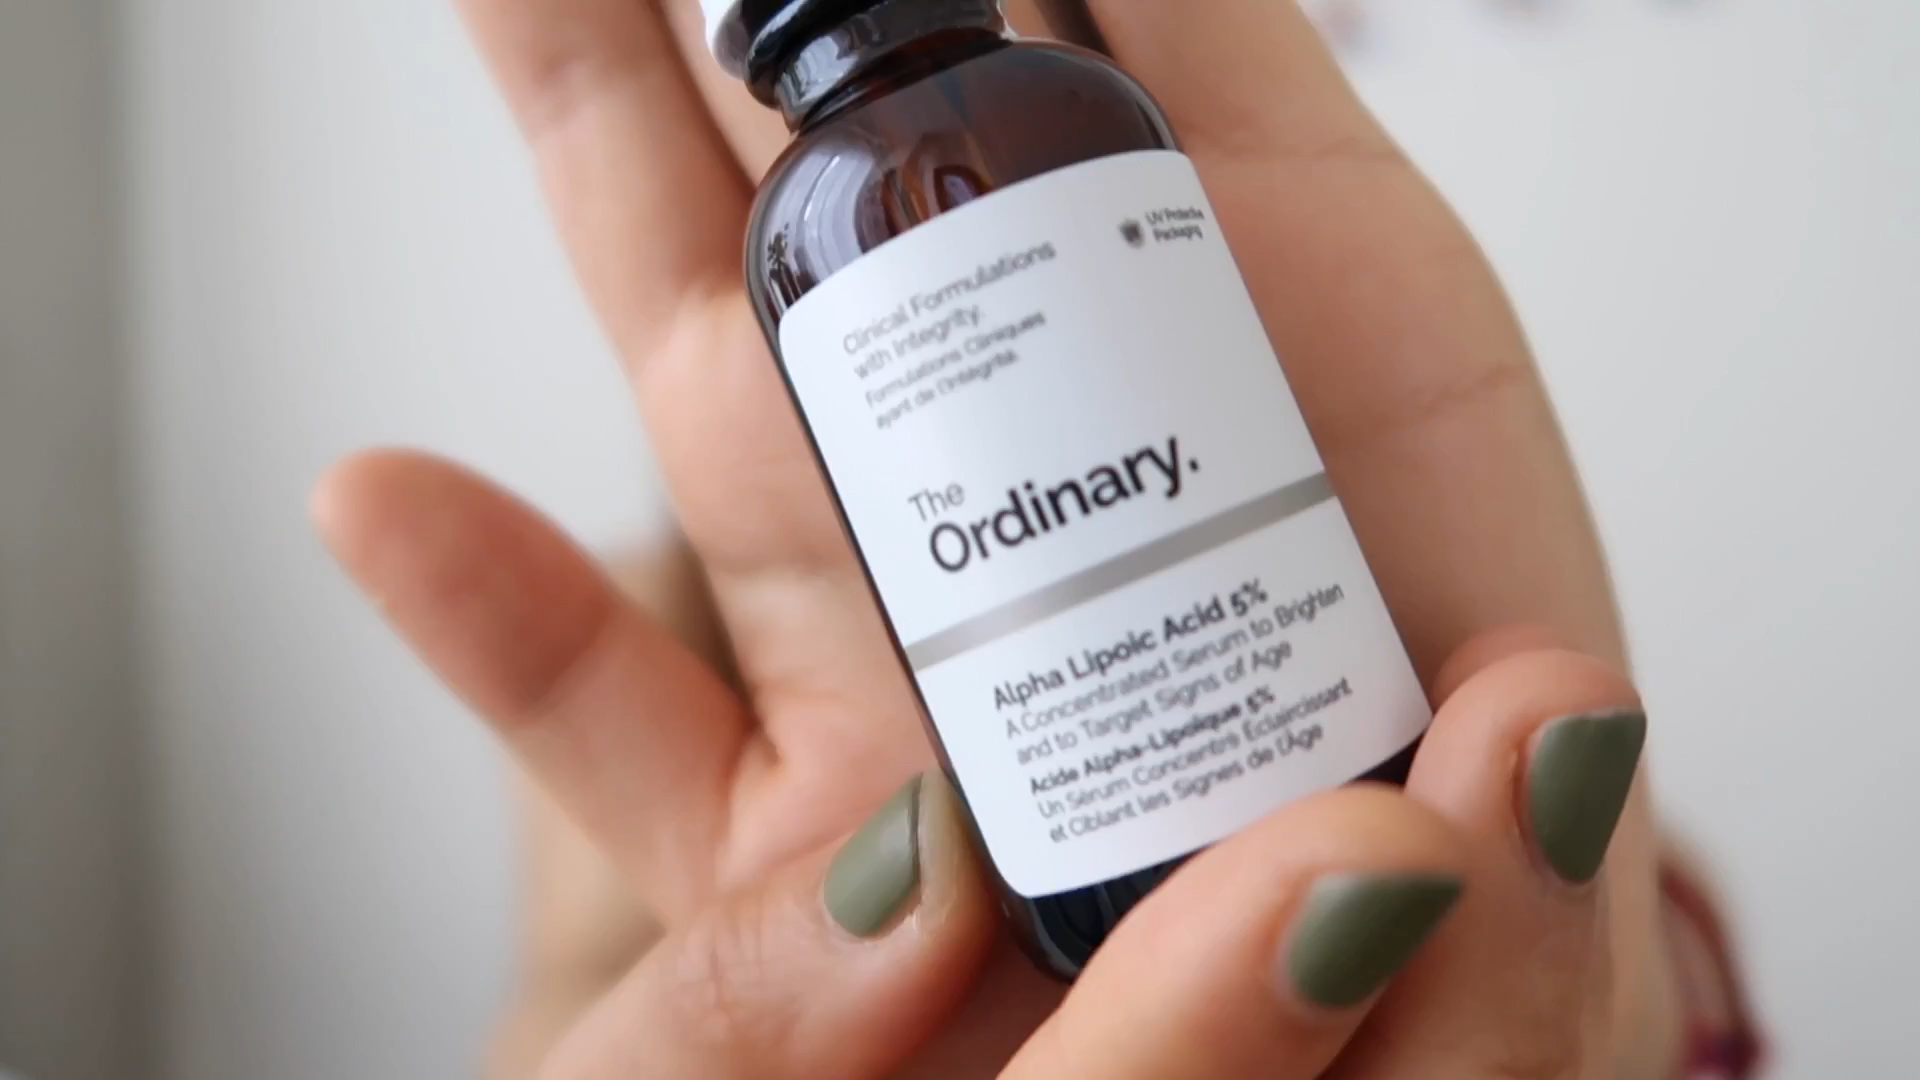 UV Protective
Packaging
Clinical Formulations
with Integrity.
Formulations Cliniques
ayant de l'Intégrité.
The
Ordinary.
Alpha Lipoic Acid 5%
A Concentrated Serum to Brighten
and to Target Signs of Age
Acide Alpha-Lipoïque 5%
Un Sérum Concentré Éclaircissant
et Ciblant les Signes de l'Âge